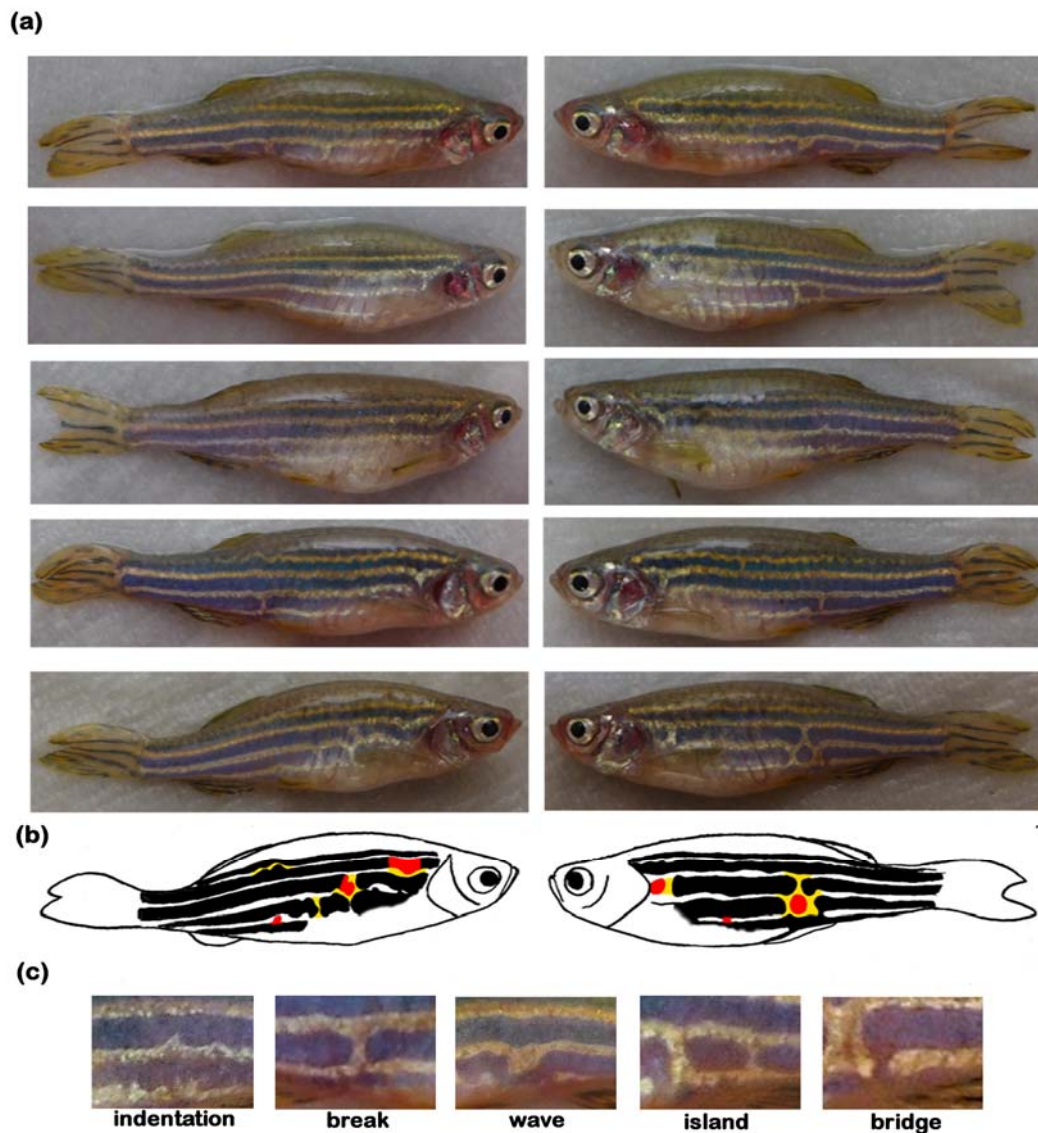 (a)
(b)
(c)
indentation
break
wave
island
bridge